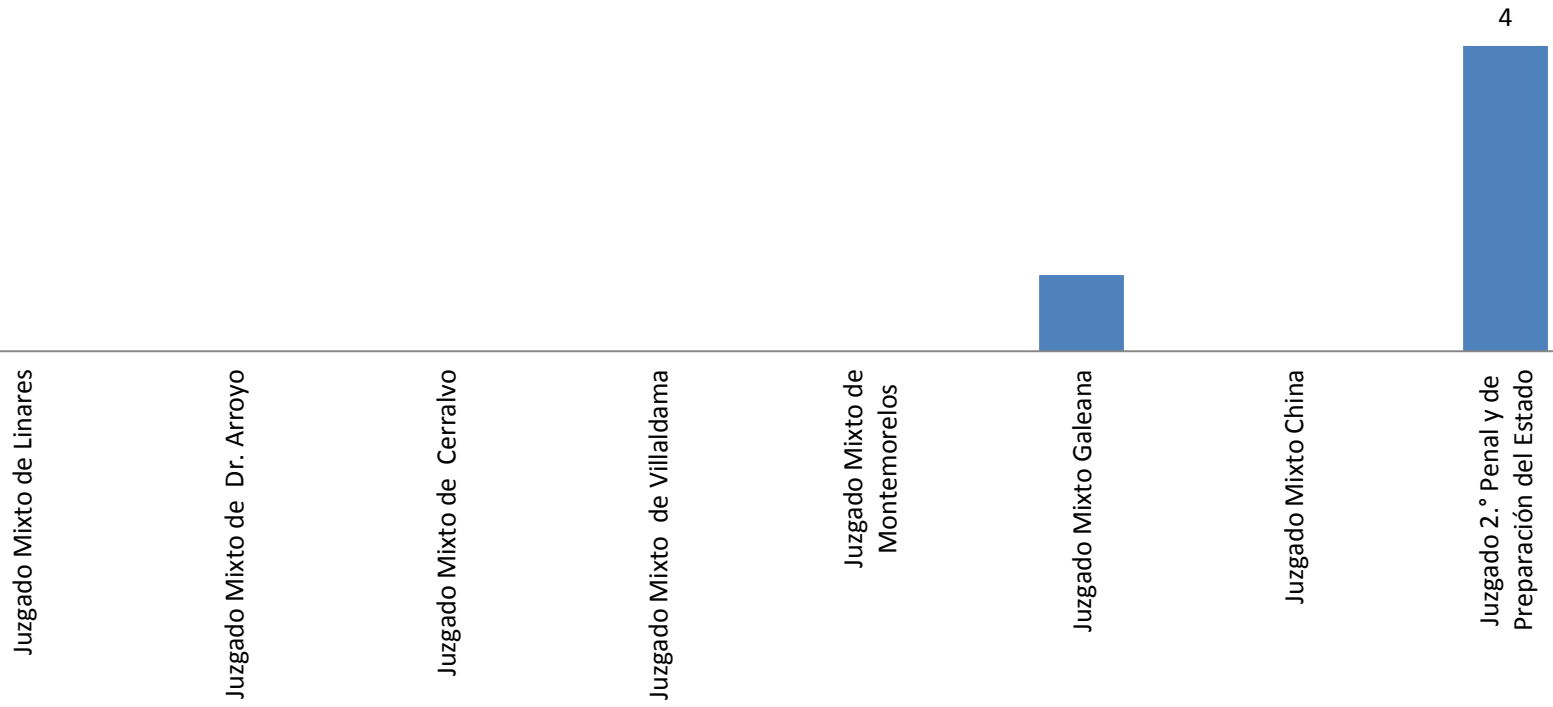 4
Juzgado Mixto de Linares
Juzgado Mixto de  Dr. Arroyo
Juzgado Mixto de  Cerralvo
Juzgado Mixto  de Villaldama
Juzgado Mixto de
Montemorelos
Juzgado Mixto Galeana
Juzgado Mixto China
Juzgado 2.° Penal y de
Preparación del Estado